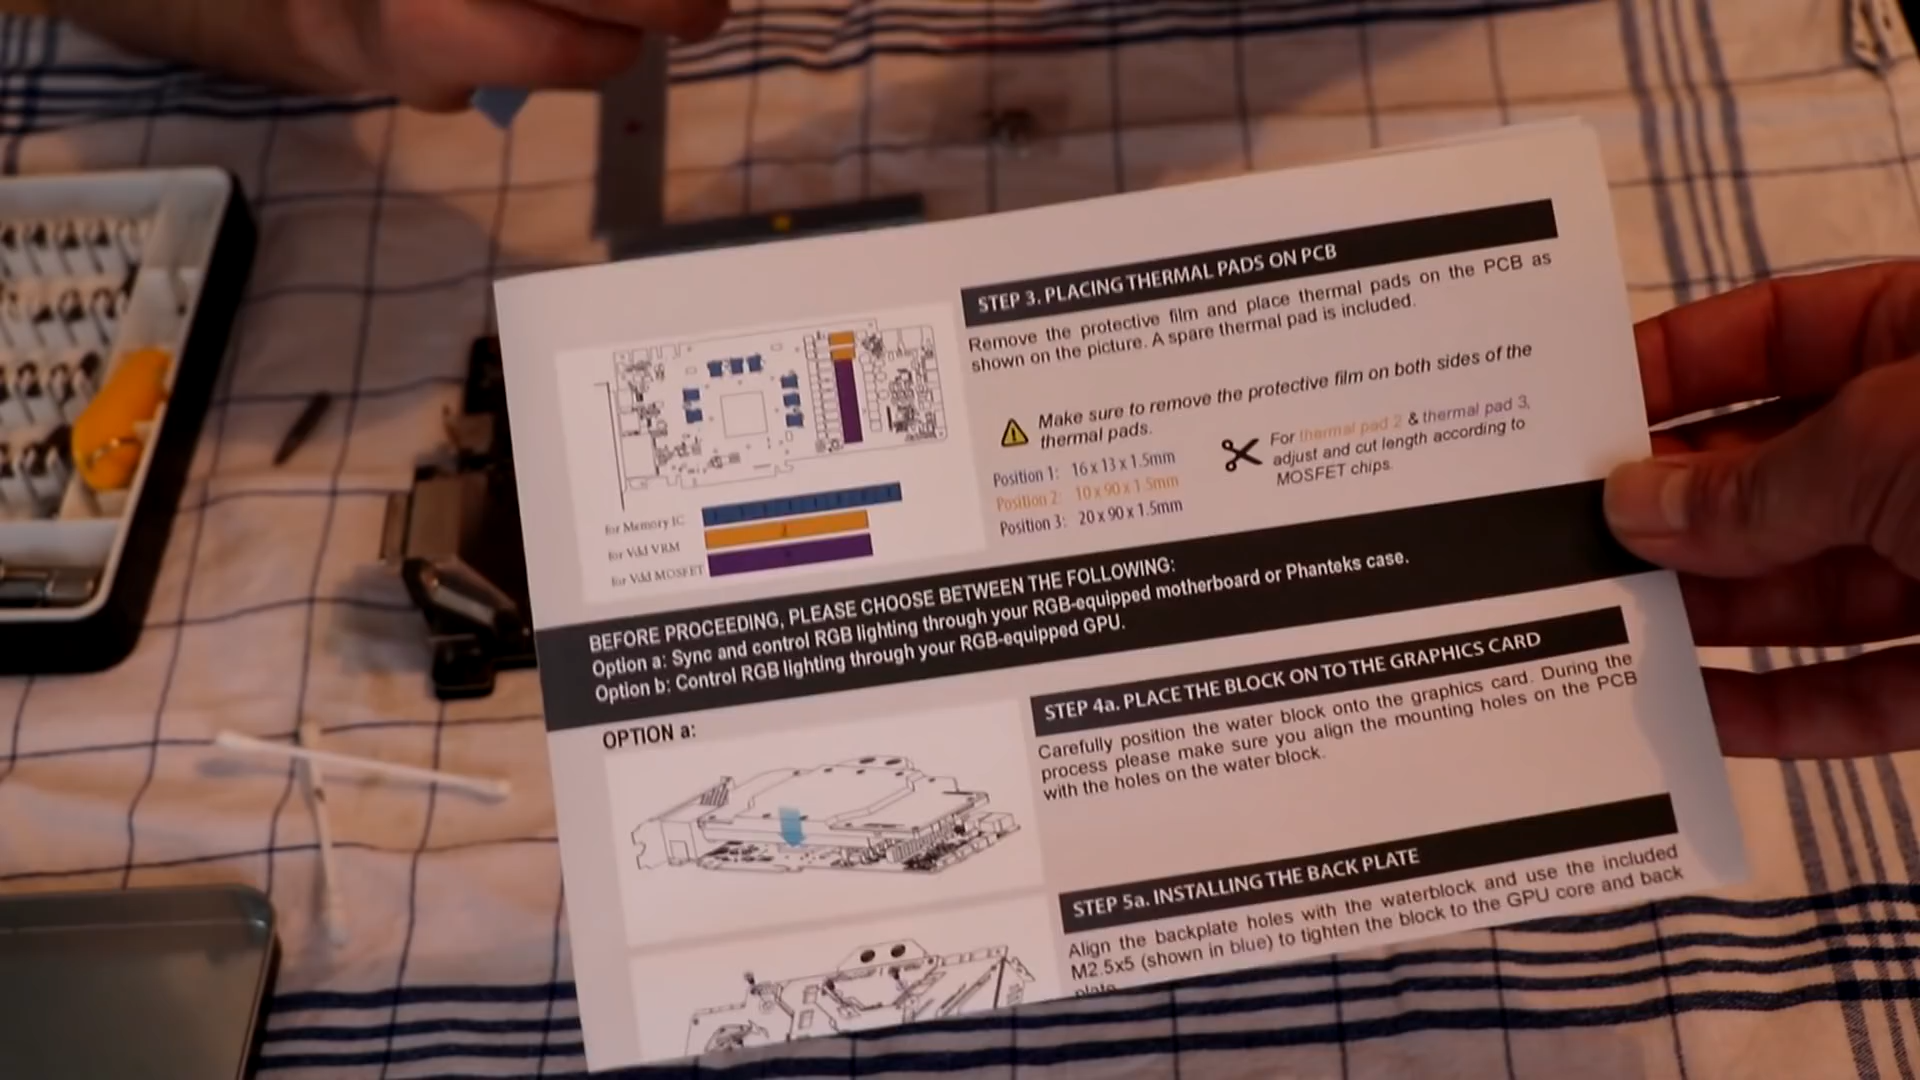 STEP 3. PLACING THERMAL PADS ON PCB
Remove the protective film and place thermal pads on the PCB as
shown on the picture. A spare thermal pad is included.
Make sure to remove the protective film on both sides of the
thermal pads.
Position 1: 16 x 13 x 1.5mm
Position 2: 10 x 90 x 1.5mm
Position 3: 20 x 90 x 1.5mm
For thermal pad 2 & thermal pad 3,
adjust and cut length according to
MOSFET chips.
for Memory IC
for Vdd VRM
for Vdd MOSFET
BEFORE PROCEEDING, PLEASE CHOOSE BETWEEN THE FOLLOWING:
Option a: Sync and control RGB lighting through your RGB-equipped motherboard or Phanteks case.
Option b: Control RGB lighting through your RGB-equipped GPU.
OPTION a:
STEP 4a. PLACE THE BLOCK ON TO THE GRAPHICS CARD
Carefully position the water block onto the graphics card. During the
process please make sure you align the mounting holes on the PCB
with the holes on the water block.
STEP 5a. INSTALLING THE BACK PLATE
Align the backplate holes with the waterblock and use the included
M2.5x5 (shown in blue) to tighten the block to the GPU core and back
plate